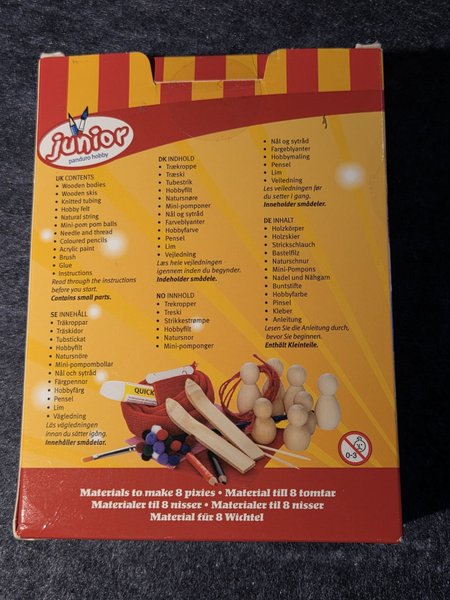 junior
panduro hobby
UK CONTENTS
• Wooden bodies
• Wooden skis
• Knitted tubing
• Hobby felt
• Natural string
• Mini-pom pom balls
• Needle and thread
• Coloured pencils
• Acrylic paint
• Brush
• Glue
• Instructions
Read through the instructions
before you start.
Contains small parts.
SE INNEHÅLL
• Träkroppar
• Träskidor
• Tubstickat
• Hobbyfilt
• Natursnöre
• Mini-pompombollar
• Nål och sytråd
• Färgpennor
• Hobbyfärg
• Pensel
• Lim
• Vägledning
Läs vägledningen
innan du sätter igång.
Innehåller smådelar.
DK INDHOLD
• Trækroppe
• Træski
• Tubestrik
• Hobbyfilt
• Natursnøre
• Mini-pomponer
• Nål og sytråd
• Farveblyanter
• Hobbyfarve
• Pensel
• Lim
• Vejledning
Læs hele vejledningen
igennem inden du begynder.
Indeholder smådele.
NO INNHOLD
• Trekropper
• Treski
• Strikkestrømpe
• Hobbyfilt
• Natursnor
• Mini-pomponger
• Nål og sytråd
• Fargeblyanter
• Hobbymaling
• Pensel
• Lim
• Veiledning
Les veiledningen før
du setter i gang.
Inneholder smådeler.
DE INHALT
• Holzkörper
• Holzskier
• Strickschlauch
• Bastelfilz
• Naturschnur
• Mini-Pompons
• Nadel und Nähgarn
• Buntstifte
• Hobbyfarbe
• Pinsel
• Kleber
• Anleitung
Lesen Sie die Anleitung durch,
bevor Sie beginnen.
Enthält Kleinteile.
QUICK
0-3
Materials to make 8 pixies • Material till 8 tomtar
Materialer til 8 nisser • Materialer til 8 nisser
Material für 8 Wichtel